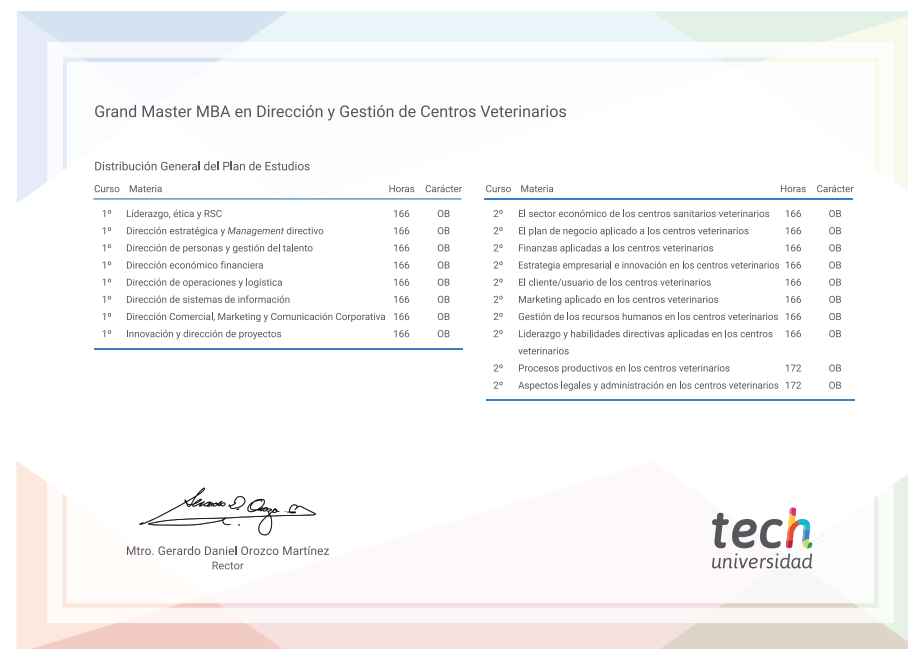 Grand Master MBA en Dirección y Gestión de Centros Veterinarios
Distribución General del Plan de Estudios
Curso Materia Horas Carácter
1º Liderazgo, ética y RSC 166 OB
1º Dirección estratégica y Management directivo 166 OB
1º Dirección de personas y gestión del talento 166 OB
1º Dirección económico financiera 166 OB
1º Dirección de operaciones y logística 166 OB
1º Dirección de sistemas de información 166 OB
1º Dirección Comercial, Marketing y Comunicación Corporativa 166 OB
1º Innovación y dirección de proyectos 166 OB
Curso Materia Horas Carácter
2º El sector económico de los centros sanitarios veterinarios 166 OB
2º El plan de negocio aplicado a los centros veterinarios 166 OB
2º Finanzas aplicadas a los centros veterinarios 166 OB
2º Estrategia empresarial e innovación en los centros veterinarios 166 OB
2º El cliente/usuario de los centros veterinarios 166 OB
2º Marketing aplicado en los centros veterinarios 166 OB
2º Gestión de los recursos humanos en los centros veterinarios 166 OB
2º Liderazgo y habilidades directivas aplicadas en los centros 166 OB
veterinarios
2º Procesos productivos en los centros veterinarios 172 OB
2º Aspectos legales y administración en los centros veterinarios 172 OB
Mtro. Gerardo Daniel Orozco Martínez
Rector
tech
universidad